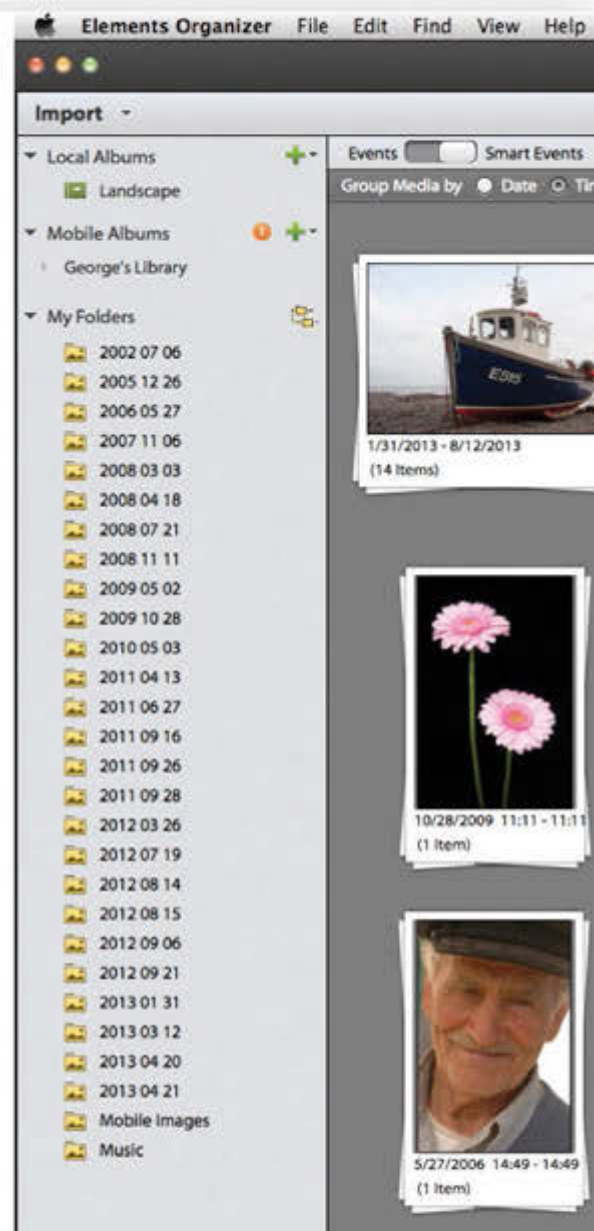 Elements Organizer File Edit Find View Help
Import
Local Albums
Landscape
Mobile Albums
George's Library
My Folders
2002 07 06
2005 12 26
2006 05 27
2007 11 06
2008 03 03
2008 04 18
2008 07 21
2008 11 11
2009 05 02
2009 10 28
2010 05 03
2011 04 13
2011 06 27
2011 09 16
2011 09 26
2011 09 28
2012 03 26
2012 07 19
2012 08 14
2012 08 15
2012 09 06
2012 09 21
2013 01 31
2013 03 12
2013 04 20
2013 04 21
Mobile Images
Music
Events Smart Events
Group Media by Date
E515
1/31/2013 - 8/12/2013
(14 Items)
10/28/2009 11:11 - 11:11
(1 Item)
5/27/2006 14:49 - 14:49
(1 Item)